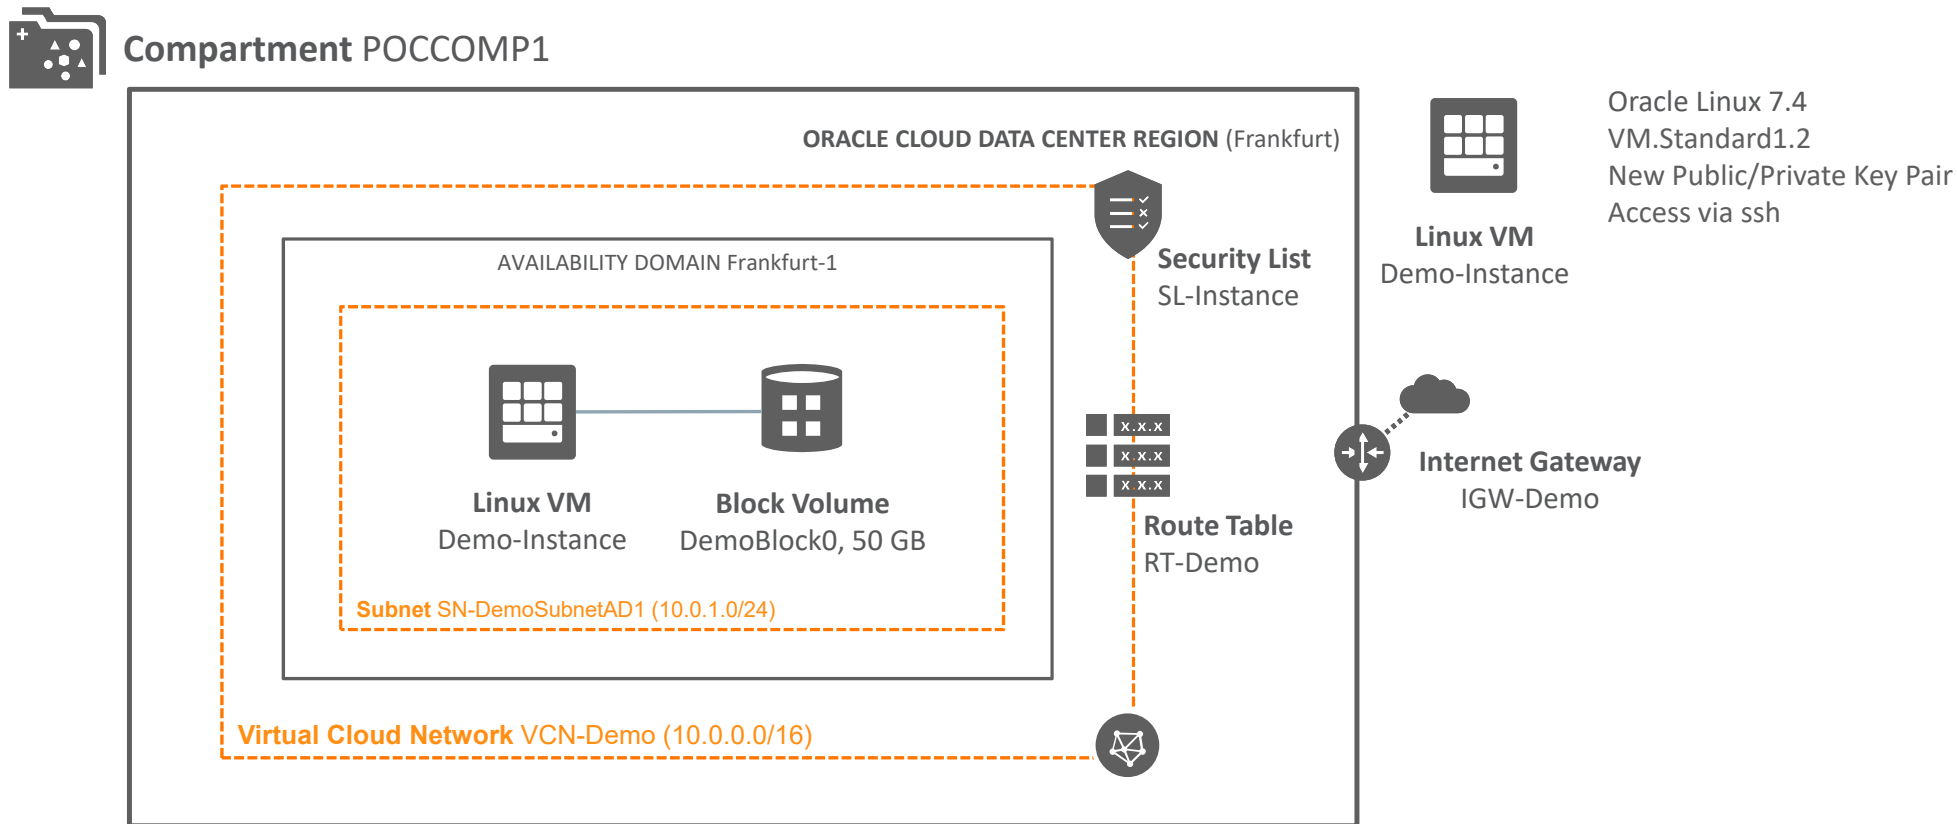 Compartment POCCOMP1
ORACLE CLOUD DATA CENTER REGION (Frankfurt)
Oracle Linux 7.4
VM.Standard1.2
New Public/Private Key Pair
Access via ssh
Linux VM
Demo-Instance
Security List
SL-Instance
AVAILABILITY DOMAIN Frankfurt-1
Linux VM
Demo-Instance
Block Volume
DemoBlock0, 50 GB
X.X.X
X.X.X
X.X.X
Route Table
RT-Demo
Internet Gateway
IGW-Demo
Subnet SN-DemoSubnetAD1 (10.0.1.0/24)
Virtual Cloud Network VCN-Demo (10.0.0.0/16)